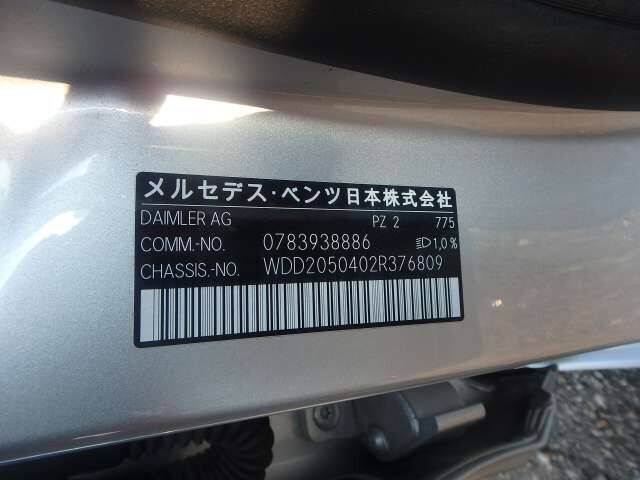 メルセデス・ベンツ日本株式会社
DAIMLER AG PZ 2 775
COMM.-NO. 0783938886 1,0%
CHASSIS.-NO. WDD2050402R376809